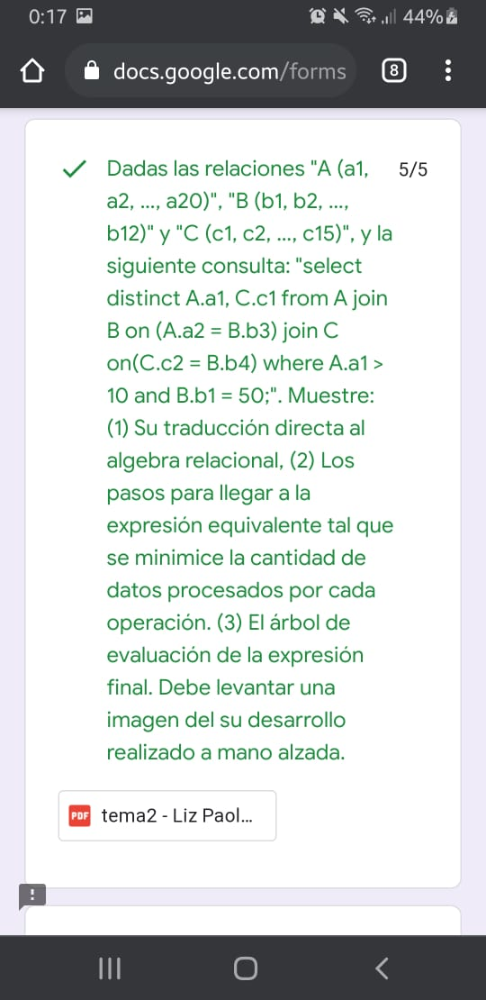 0:17 44%
docs.google.com/forms 8
Dadas las relaciones "A (a1, 5/5
a2, ..., a20)", "B (b1, b2, ...,
b12)" y "C (c1, c2, ..., c15)", y la
siguiente consulta: "select
distinct A.a1, C.c1 from A join
B on (A.a2 = B.b3) join C
on(C.c2 = B.b4) where A.a1 >
10 and B.b1 = 50;". Muestre:
(1) Su traducción directa al
algebra relacional, (2) Los
pasos para llegar a la
expresión equivalente tal que
se minimice la cantidad de
datos procesados por cada
operación. (3) El árbol de
evaluación de la expresión
final. Debe levantar una
imagen del su desarrollo
realizado a mano alzada.
PDF tema2 - Liz Paol...
!